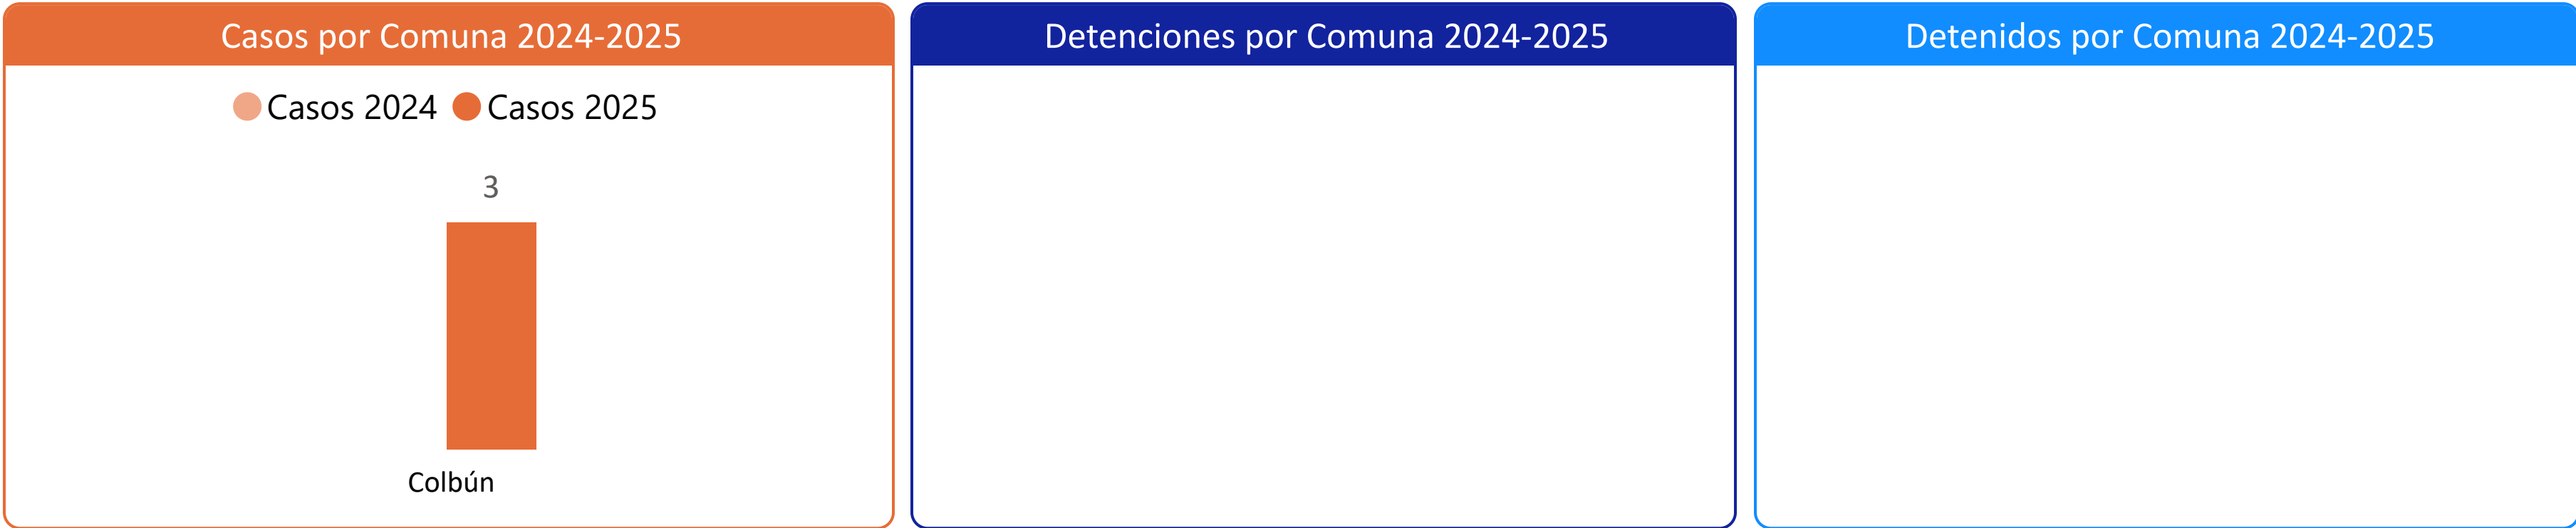 Casos por Comuna 2024-2025
Casos 2024 Casos 2025
3
Colbún
Detenciones por Comuna 2024-2025
Detenidos por Comuna 2024-2025